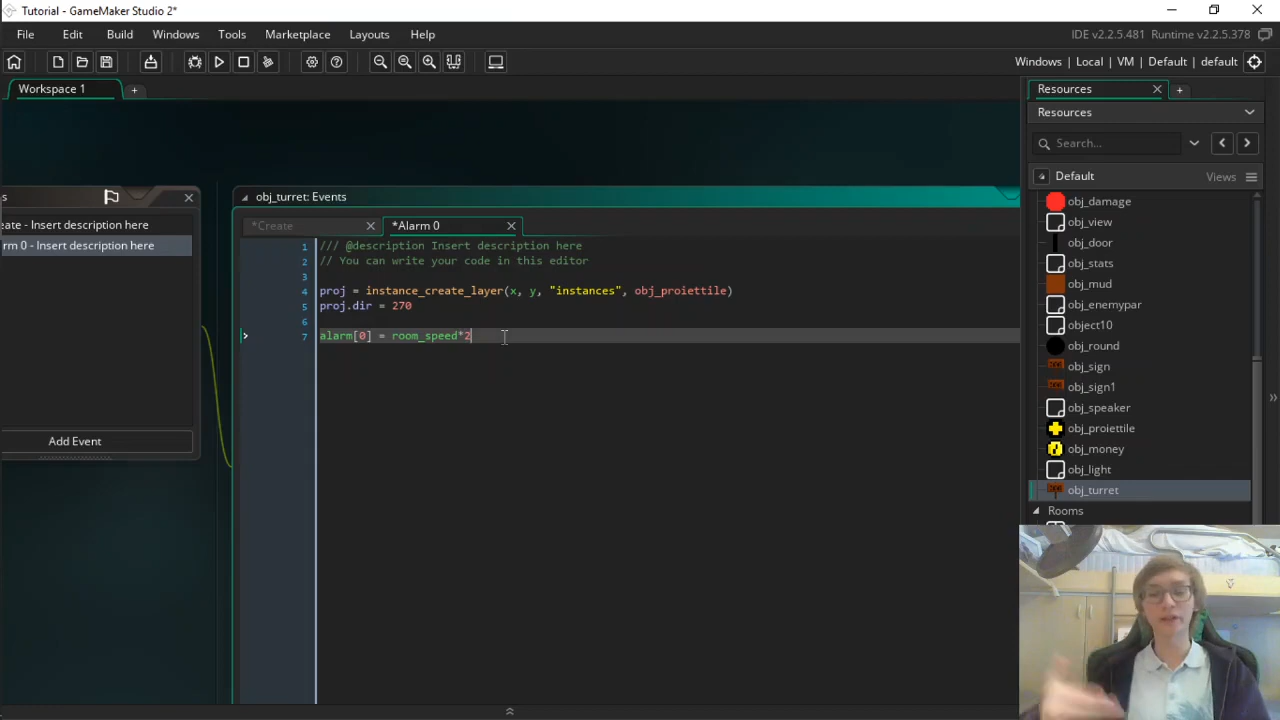 Tutorial - GameMaker Studio 2*
File Edit Build Windows Tools Marketplace Layouts Help
IDE v2.2.5.481 Runtime v2.2.5.378
Windows | Local | VM | Default | default
Workspace 1
Resources
Resources
Search...
Default
Views
obj_damage
obj_view
obj_door
obj_stats
obj_mud
obj_enemypar
object10
obj_round
obj_sign
obj_sign1
obj_speaker
obj_proiettile
obj_money
obj_light
obj_turret
Rooms
s
eate - Insert description here
rm 0 - Insert description here
Add Event
obj_turret: Events
*Create
*Alarm 0
1 /// @description Insert description here
2 // You can write your code in this editor
3
4 proj = instance_create_layer(x, y, "instances", obj_proiettile)
5 proj.dir = 270
6
7 alarm[0] = room_speed*2